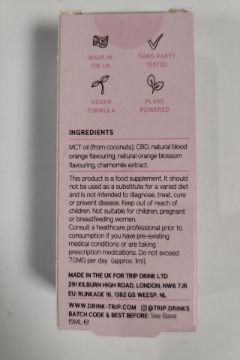 MADE IN
THE UK
THIRD PARTY
TESTED
VEGAN
FORMULA
PLANT
POWERED
INGREDIENTS
MCT oil (from coconuts), CBD, natural blood
orange flavouring, natural orange blossom
flavouring, chamomile extract.
This product is a food supplement. It should
not be used as a substitute for a varied diet
and is not intended to diagnose, treat, cure
or prevent disease. Keep out of reach of
children. Not suitable for children, pregnant
or breastfeeding women.
Consult a healthcare professional prior to
consumption if you have pre-existing
medical conditions or are taking
prescription medications. Do not exceed
70MG per day (approx. 1ml).
MADE IN THE UK FOR TRIP DRINK LTD
291 KILBURN HIGH ROAD, LONDON, NW6 7JR
EU: RIJNKADE 16, 1382 GS WEESP, NL
WWW.DRINK-TRIP.COM @TRIP.DRINKS
BATCH CODE & BEST BEFORE: See Base
15ML e